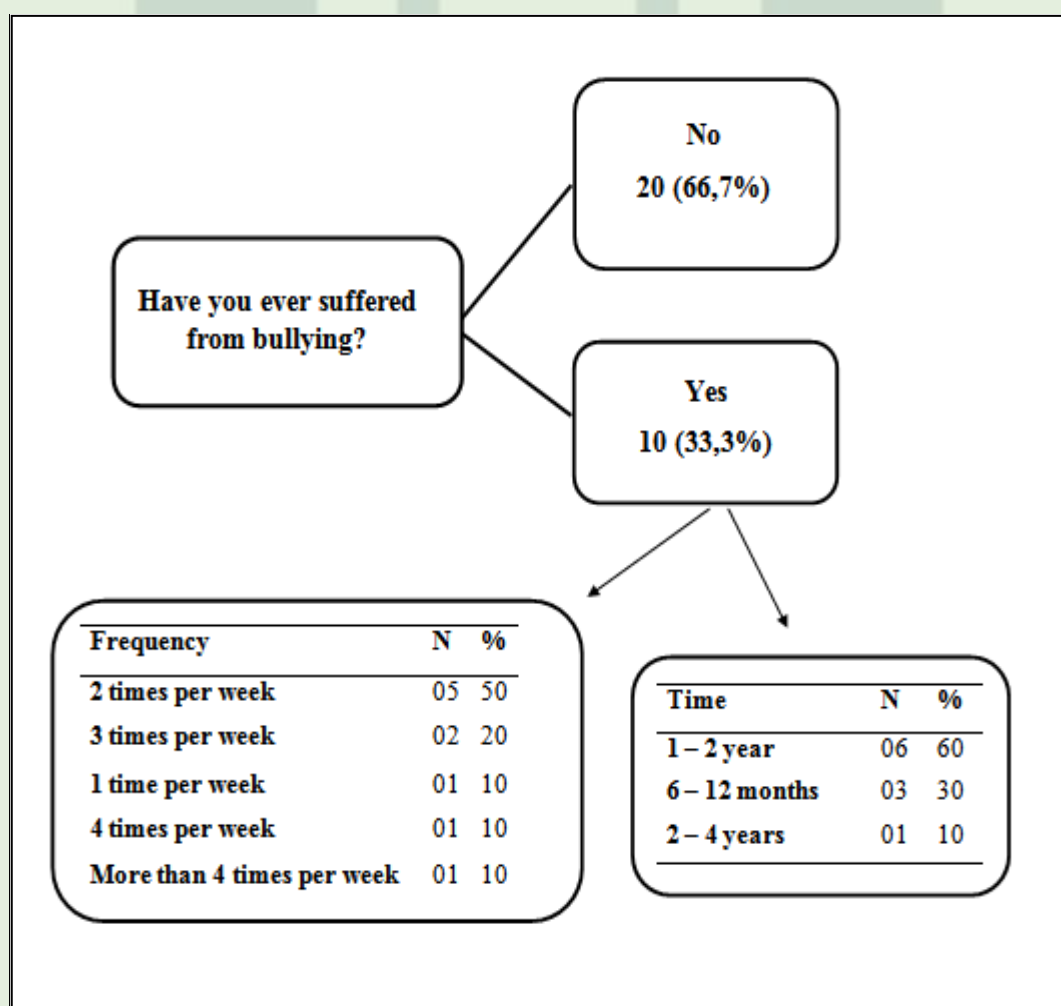 No
20 (66,7%)
Have you ever suffered
from bullying?
Yes
10 (33,3%)
Frequency N %
2 times per week 05 50
3 times per week 02 20
1 time per week 01 10
4 times per week 01 10
More than 4 times per week 01 10
Time N %
1 – 2 year 06 60
6 – 12 months 03 30
2 – 4 years 01 10